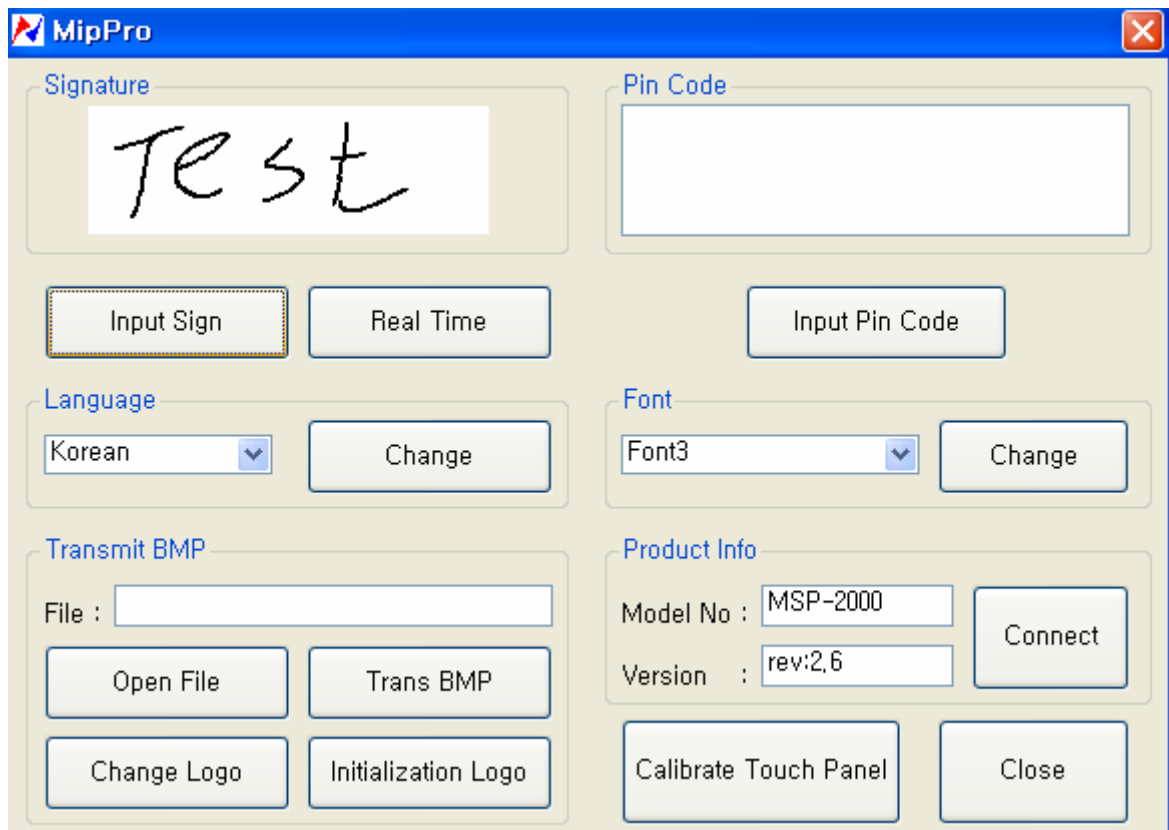 MipPro
Signature
Test
Pin Code
Input Sign
Real Time
Input Pin Code
Language
Korean
Change
Font
Font3
Change
Transmit BMP
File :
Open File
Trans BMP
Change Logo
Initialization Logo
Product Info
Model No : MSP-2000
Version : rev:2.6
Connect
Calibrate Touch Panel
Close